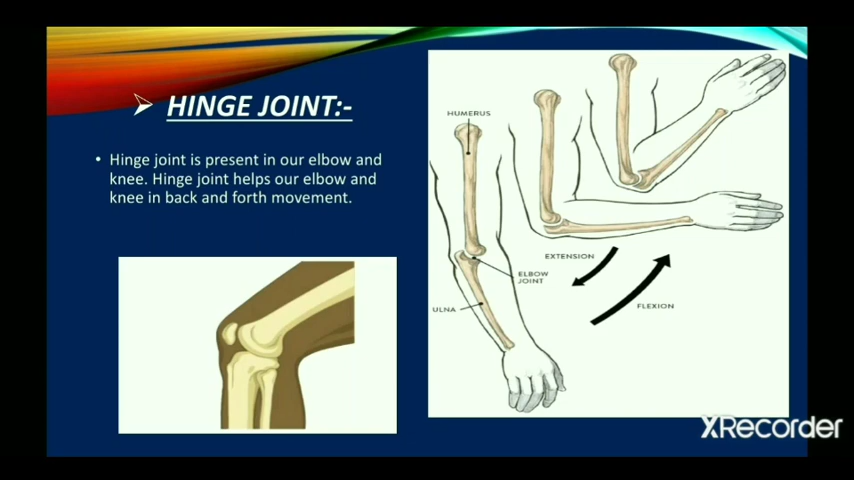 HINGE JOINT:-
• Hinge joint is present in our elbow and
knee. Hinge joint helps our elbow and
knee in back and forth movement.
HUMERUS
EXTENSION
ELBOW
JOINT
FLEXION
ULNA
XRecorder